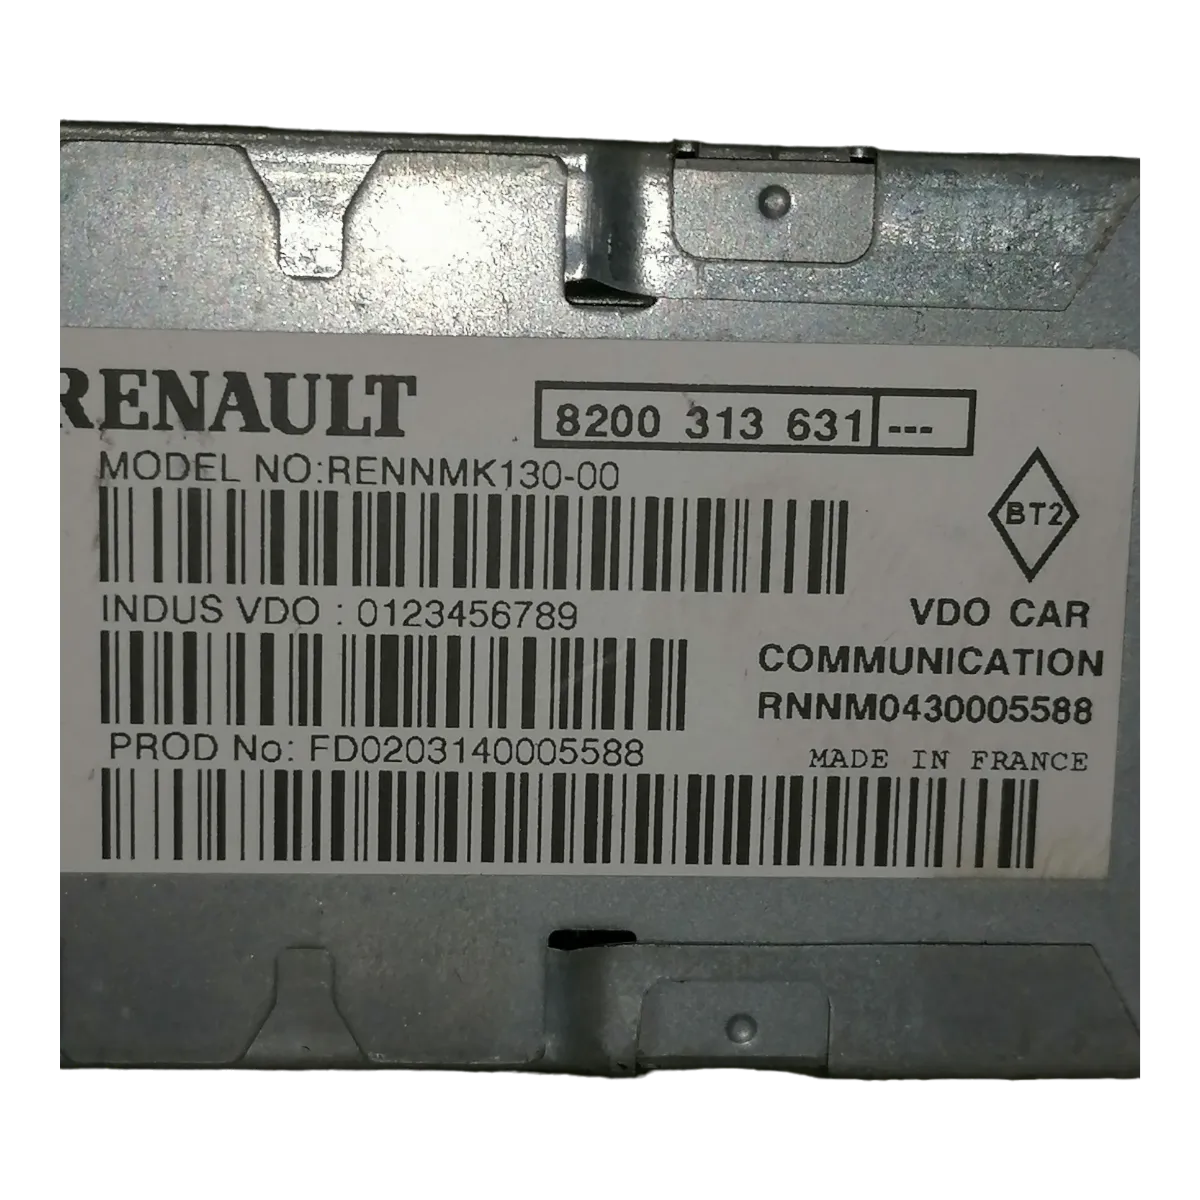 RENAULT
8200 313 631 ---
MODEL NO:RENNMK130-00
BT2
INDUS VDO : 0123456789
VDO CAR
COMMUNICATION
RNNM0430005588
PROD No: FD0203140005588
MADE IN FRANCE